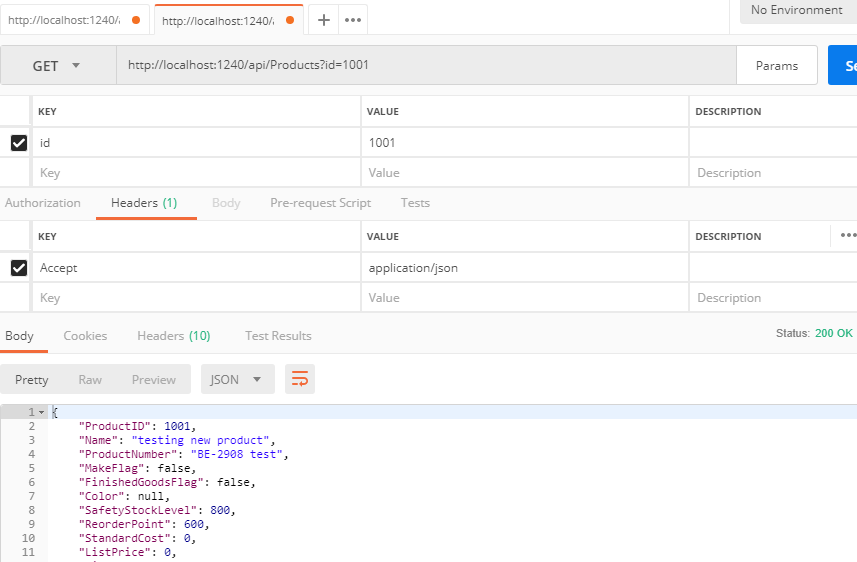 http://localhost:1240/a
http://localhost:1240/a
+
•••
No Environment
GET
http://localhost:1240/api/Products?id=1001
Params
Se
KEY VALUE DESCRIPTION
id 1001
Key Value Description
Authorization Headers (1) Body Pre-request Script Tests
KEY VALUE DESCRIPTION •••
Accept application/json
Key Value Description
Body Cookies Headers (10) Test Results Status: 200 OK
Pretty Raw Preview JSON
1 {
2 "ProductID": 1001,
3 "Name": "testing new product",
4 "ProductNumber": "BE-2908 test",
5 "MakeFlag": false,
6 "FinishedGoodsFlag": false,
7 "Color": null,
8 "SafetyStockLevel": 800,
9 "ReorderPoint": 600,
10 "StandardCost": 0,
11 "ListPrice": 0,